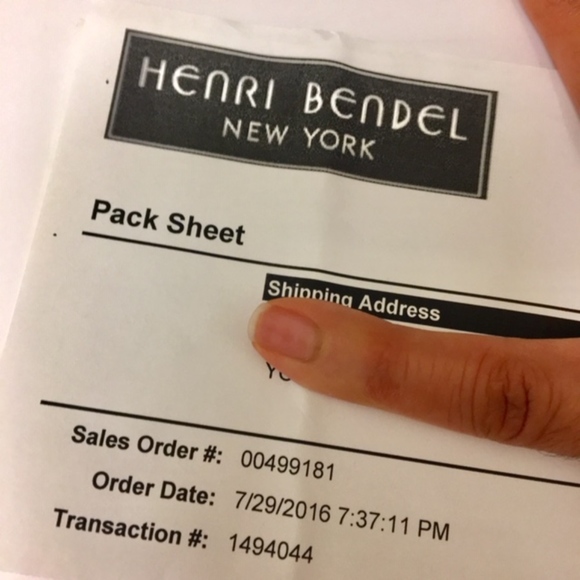 HENRI BENDEL
NEW YORK
Pack Sheet
Shipping Address
Sales Order #: 00499181
Order Date: 7/29/2016 7:37:11 PM
Transaction #: 1494044